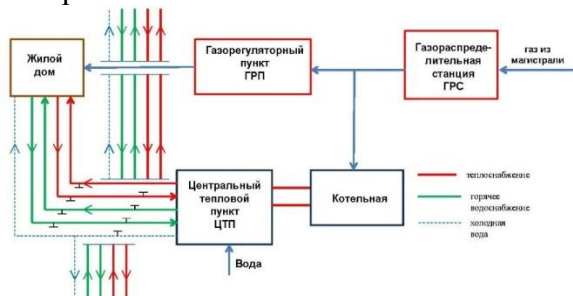 Жилой
дом
Газорегуляторный
пункт
ГРП
Газораспреде-
лительная
станция
ГРС
газ из
магистрали
Центральный
тепловой
пункт
ЦТП
Котельная
Вода
теплоснабжение
горячее
водоснабжение
холодная
вода